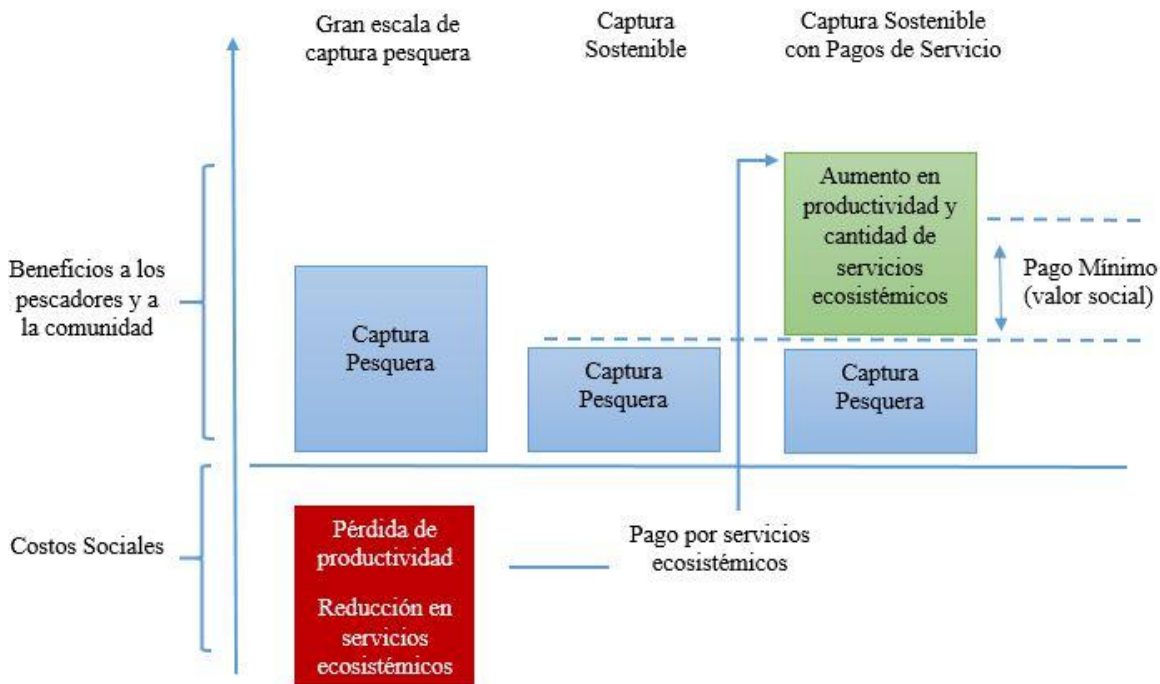 Gran escala de
captura pesquera
Captura
Sostenible
Captura Sostenible
con Pagos de Servicio
Beneficios a los
pescadores y a
la comunidad
Captura
Pesquera
Captura
Pesquera
Aumento en
productividad y
cantidad de
servicios
ecosistémicos
Captura
Pesquera
Pago Mínimo
(valor social)
Costos Sociales
Pérdida de
productividad
Reducción en
servicios
ecosistémicos
Pago por servicios
ecosistémicos